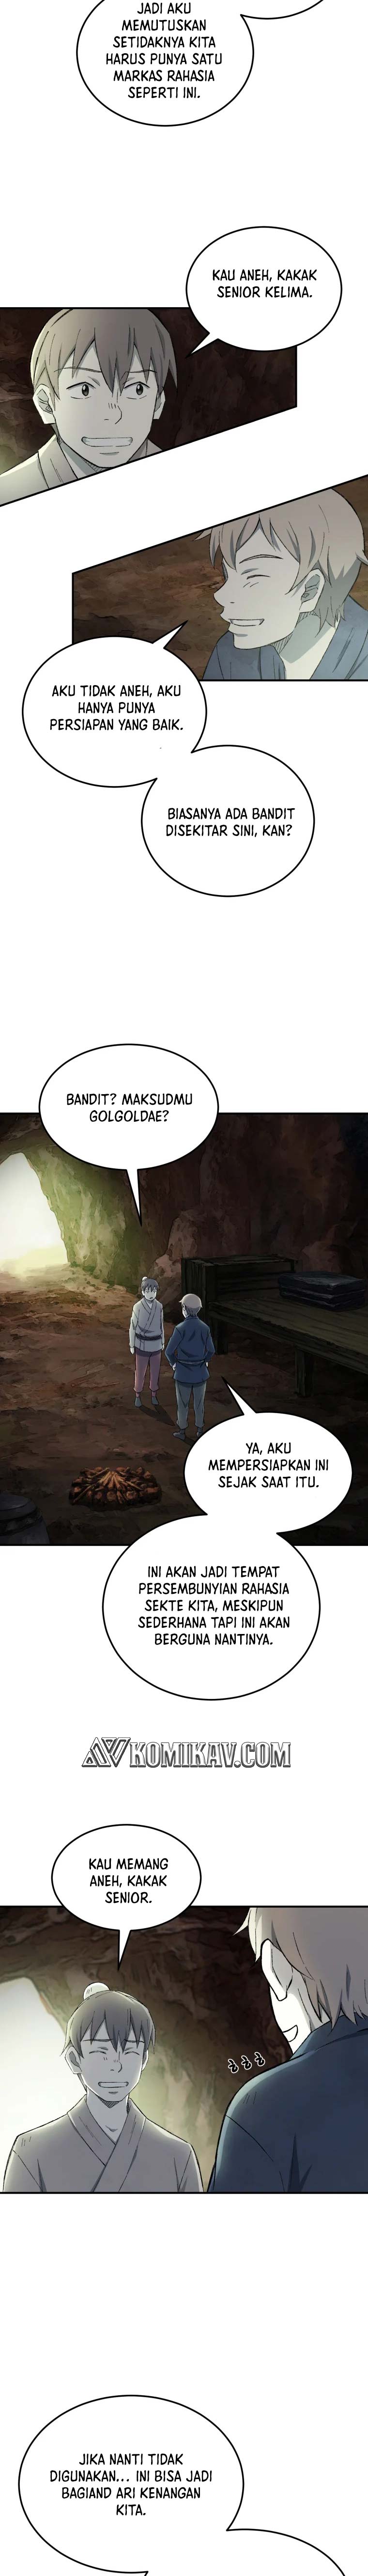 JADI AKU
MEMUTUSKAN
SETIDAKNYA KITA
HARUS PUNYA SATU
MARKAS RAHASIA
SEPERTI INI.
KAU ANEH, KAKAK
SENIOR KELIMA.
AKU TIDAK ANEH, AKU
HANYA PUNYA
PERSIAPAN YANG BAIK.
BIASANYA ADA BANDIT
DISEKITAR SINI, KAN?
BANDIT? MAKSUDMU
GOLGOLDAE?
YA, AKU
MEMPERSIAPKAN INI
SEJAK SAAT ITU.
INI AKAN JADI TEMPAT
PERSEMBUNYIAN RAHASIA
SEKTE KITA, MESKIPUN
SEDERHANA TAPI INI AKAN
BERGUNA NANTINYA.
KOMIKAV.COM
KAU MEMANG
ANEH, KAKAK
SENIOR.
ㅋㅋㅋ
JIKA NANTI TIDAK
DIGUNAKAN... INI BISA JADI
BAGIAND ARI KENANGAN
KITA.